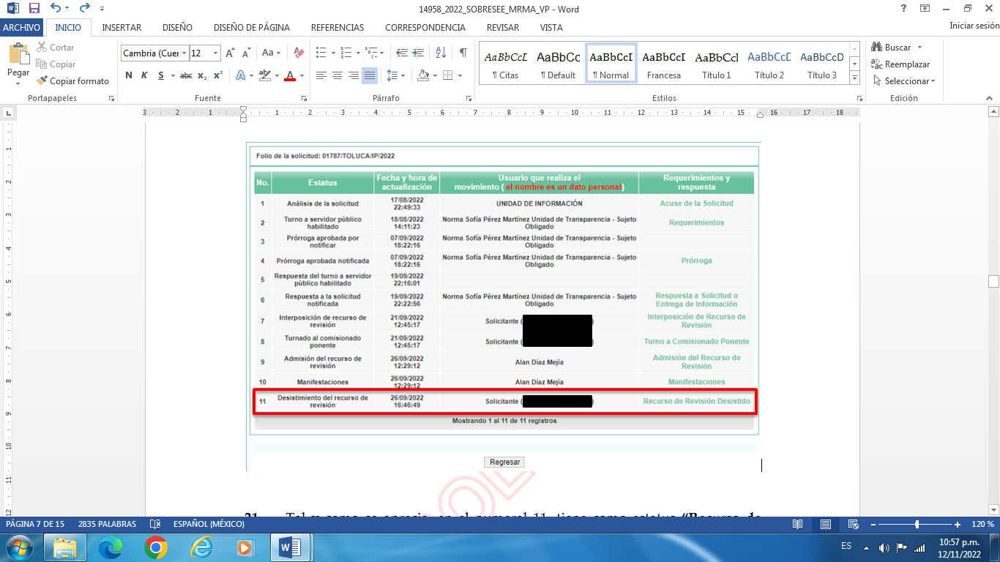 14958_2022_SOBRESEE_MRMA_VP - Word
ARCHIVO INICIO INSERTAR DISEÑO DISEÑO DE PÁGINA REFERENCIAS CORRESPONDENCIA REVISAR VISTA Iniciar sesión
Pegar
Cortar
Copiar
Copiar formato
Portapapeles
Cambria (Cuer 12
N K S abc x₂ x²
Fuente
Párrafo
AaBbCcI AaBbCc AaBbCcI AaBbCcI AaBbCcl AaBbCcD AaBbCcD
¶ Citas ¶ Default ¶ Normal Francesa Título 1 Título 2 Título 3
Estilos
Buscar
Reemplazar
Seleccionar
Edición
3 2 1 1 2 3 4 5 6 7 8 9 10 11 12 13 14 15 16 17 18
1 2 3 4 5 6 7 8 9 10 11 12
Folio de la solicitud: 01787/TOLUCA/IP/2022
No. Estatus Fecha y hora de actualización Usuario que realiza el movimiento ( el nombre es un dato personal) Requerimientos y respuesta
1 Análisis de la solicitud 17/08/2022 22:49:33 UNIDAD DE INFORMACIÓN Acuse de la Solicitud
2 Turno a servidor público habilitado 18/08/2022 14:11:23 Norma Sofía Pérez Martínez Unidad de Transparencia - Sujeto Obligado Requerimientos
3 Prórroga aprobada por notificar 07/09/2022 18:22:16 Norma Sofía Pérez Martínez Unidad de Transparencia - Sujeto Obligado
4 Prórroga aprobada notificada 07/09/2022 18:22:16 Norma Sofía Pérez Martínez Unidad de Transparencia - Sujeto Obligado Prórroga
5 Respuesta del turno a servidor público habilitado 19/09/2022 22:16:01
6 Respuesta a la solicitud notificada 19/09/2022 22:22:56 Norma Sofía Pérez Martínez Unidad de Transparencia - Sujeto Obligado Respuesta a Solicitud o Entrega de Información
7 Interposición de recurso de revisión 21/09/2022 12:45:17 Solicitante ( ) Interposición de Recurso de Revisión
8 Turnado al comisionado ponente 21/09/2022 12:45:17 Solicitante ( ) Turno a Comisionado Ponente
9 Admisión del recurso de revisión 26/09/2022 12:29:12 Alan Díaz Mejía Admisión del Recurso de Revisión
10 Manifestaciones 26/09/2022 12:29:12 Alan Díaz Mejía Manifestaciones
11 Desistimiento del recurso de revisión 26/09/2022 16:46:49 Solicitante ( ) Recurso de Revisión Desistido
Mostrando 1 al 11 de 11 registros
Regresar
21. Tal y como se aprecia, en el numeral 11, tiene como estatus "Recurso de
PÁGINA 7 DE 15 2835 PALABRAS ESPAÑOL (MÉXICO) 120 %
ES 10:57 p.m.
12/11/2022